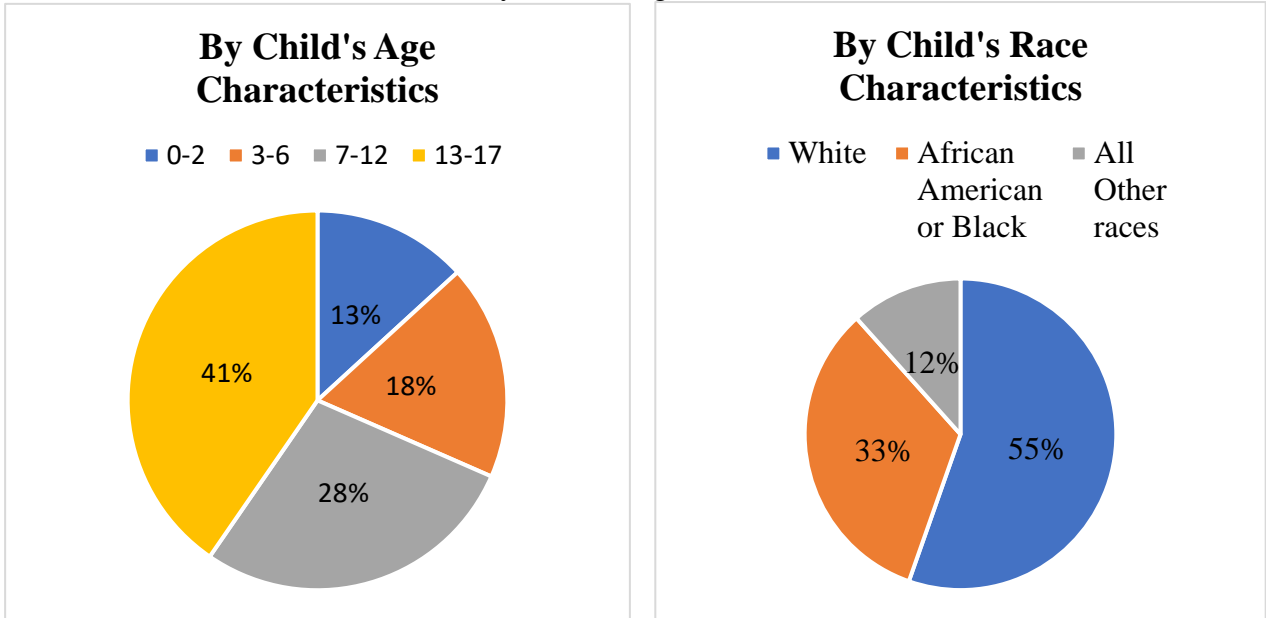 By Child's Age
Characteristics
0-2 3-6 7-12 13-17
13%
18%
28%
41%
By Child's Race
Characteristics
White African American or Black All Other races
55%
33%
12%